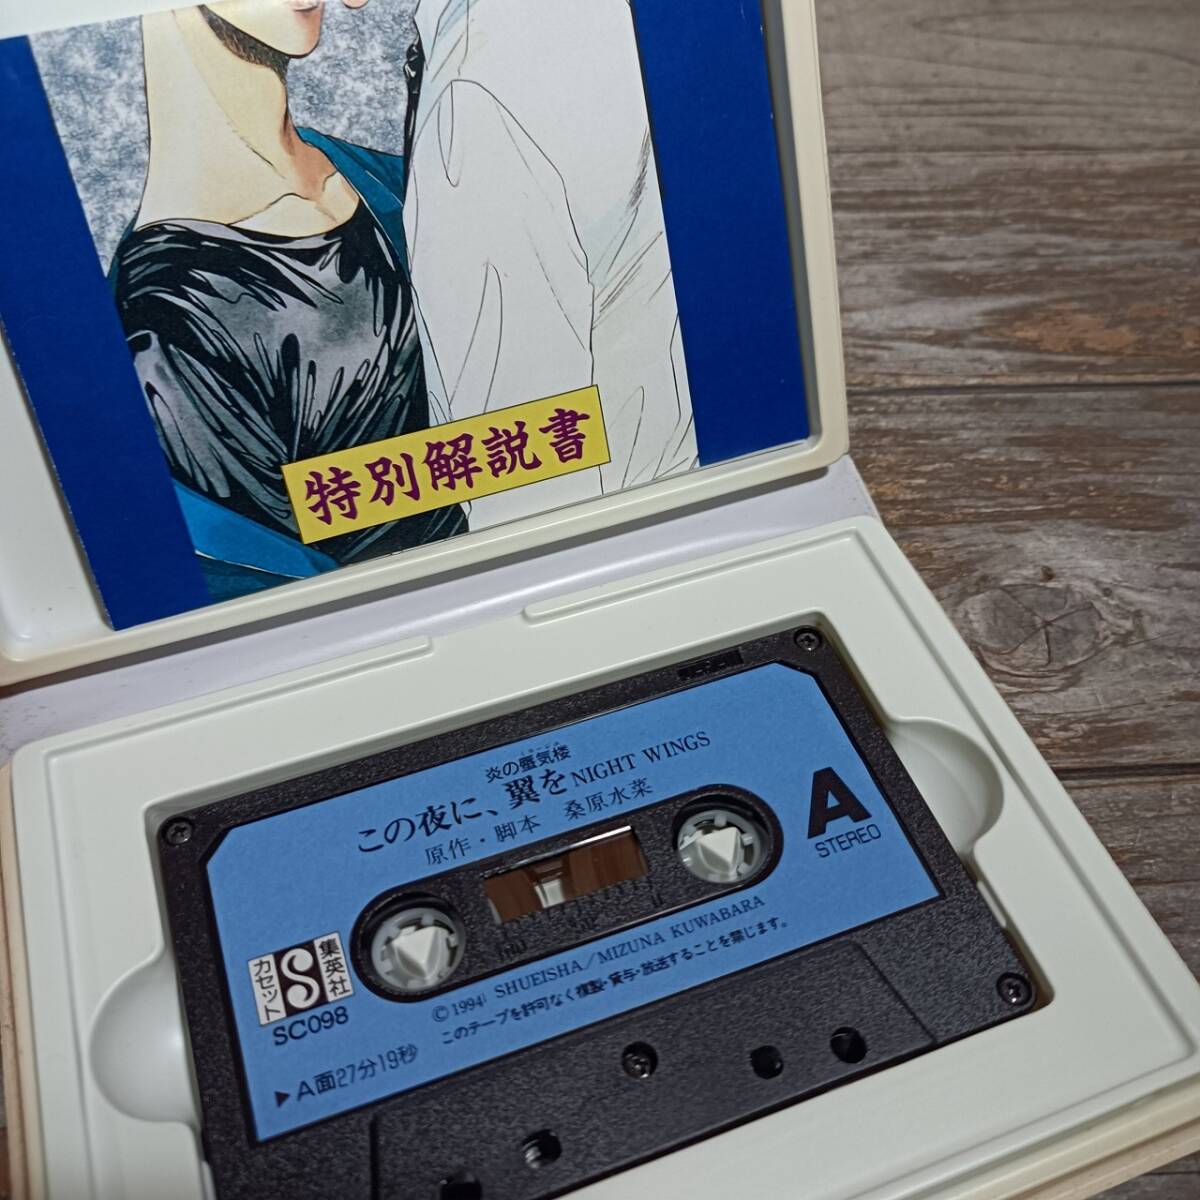 特別解説書
炎の蜃気楼
この夜に、翼を NIGHT WINGS
原作・脚本 桑原水菜
A
STEREO
集英社
S
カセット
SC098
©1994 SHUEISHA/MIZUNA KUWABARA
このテープを許可なく複製・賃与・放送することを禁じます。
▶A面27分19秒